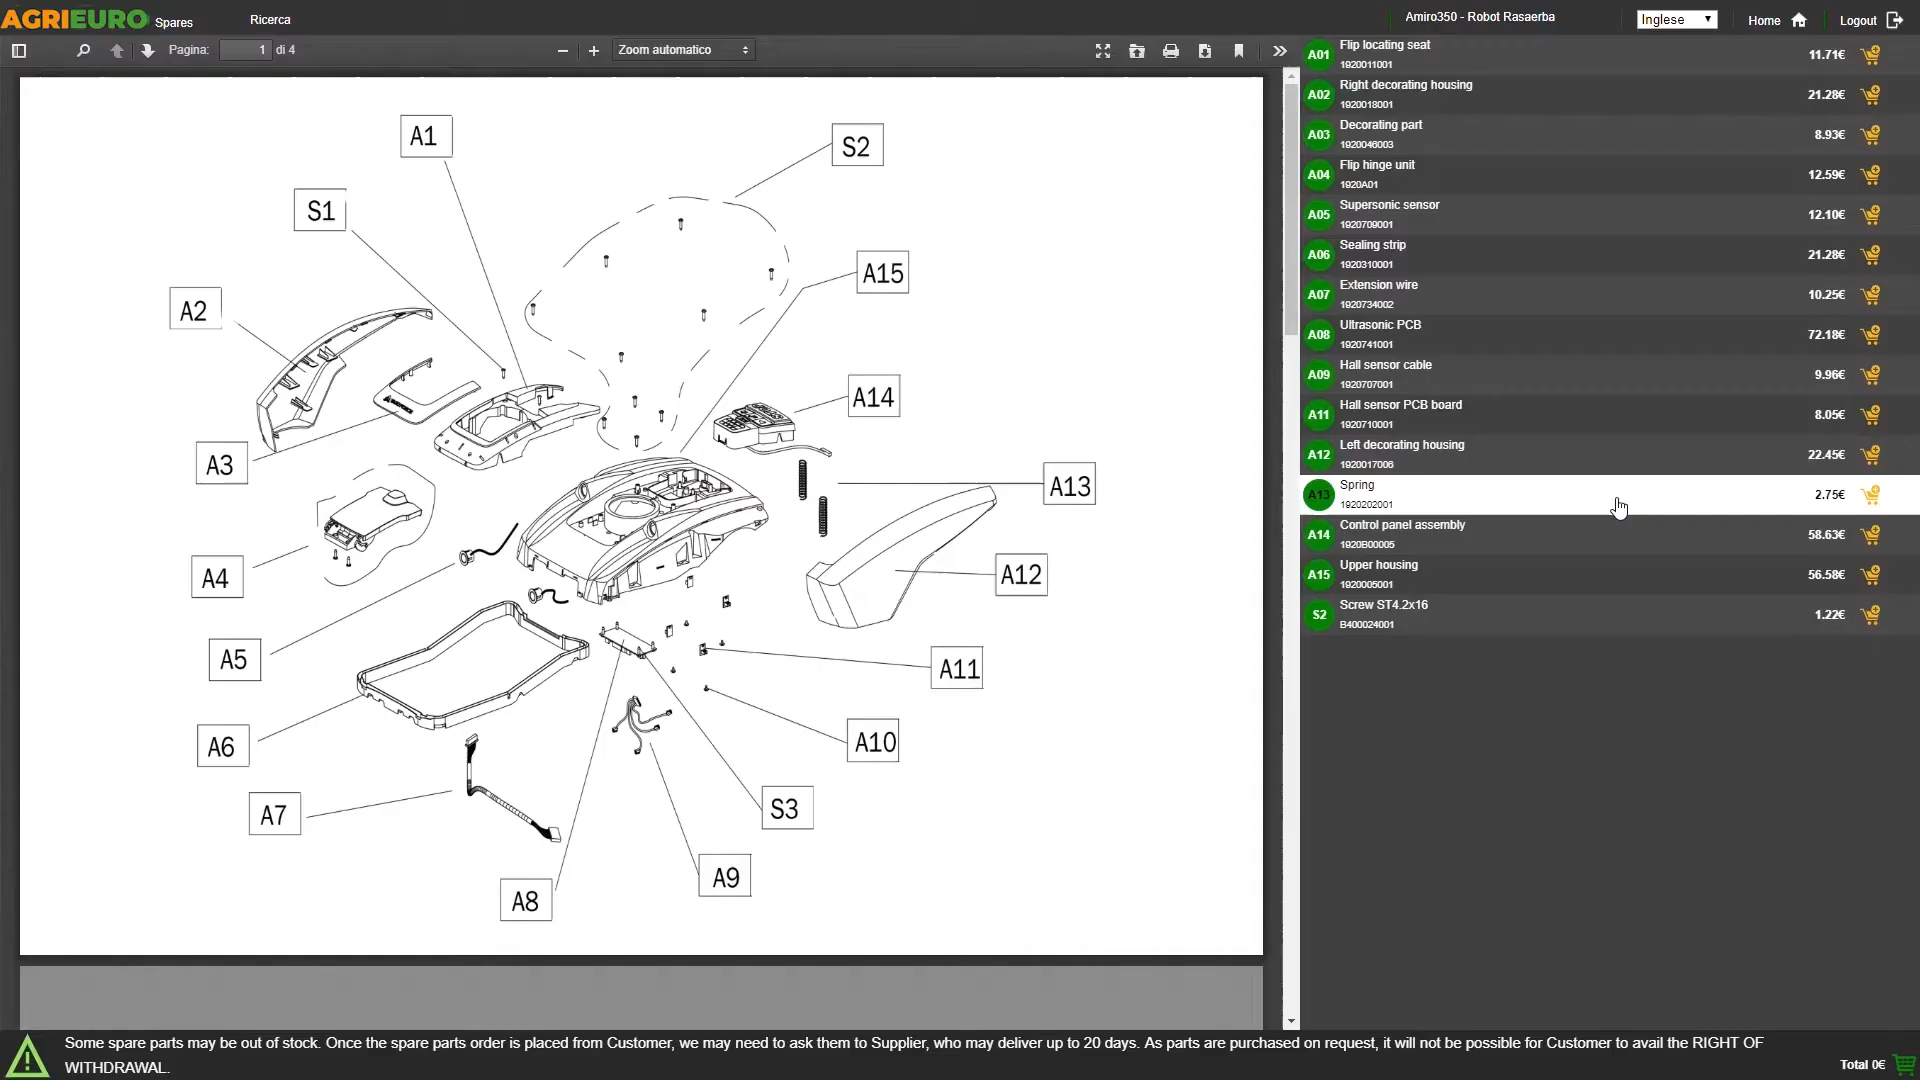 AGRIEURO Spares
Ricerca
Amiro350 - Robot Rasaerba
Inglese
Home
Logout
Pagina: 1 di 4
Zoom automatico
A1
S2
S1
A15
A2
A14
A3
A13
A4
A12
A5
A11
A6
A10
A7
S3
A9
A8
A01 Flip locating seat 11.71€
1920011001
A02 Right decorating housing 21.28€
1920018001
A03 Decorating part 8.93€
1920046003
A04 Flip hinge unit 12.59€
1920A01
A05 Supersonic sensor 12.10€
1920709001
A06 Sealing strip 21.28€
1920310001
A07 Extension wire 10.25€
1920734002
A08 Ultrasonic PCB 72.18€
1920741001
A09 Hall sensor cable 9.96€
1920707001
A11 Hall sensor PCB board 8.05€
1920710001
A12 Left decorating housing 22.45€
1920017006
A13 Spring 2.75€
1920202001
A14 Control panel assembly 58.63€
1920B00005
A15 Upper housing 56.58€
1920005001
S2 Screw ST4.2x16 1.22€
B400024001
Some spare parts may be out of stock. Once the spare parts order is placed from Customer, we may need to ask them to Supplier, who may deliver up to 20 days. As parts are purchased on request, it will not be possible for Customer to avail the RIGHT OF
WITHDRAWAL.
Total 0€